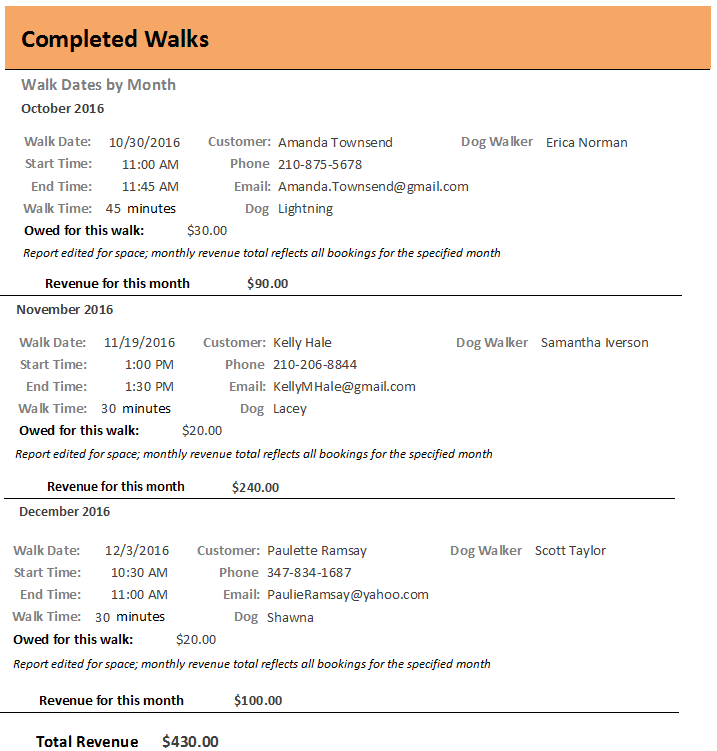 Completed Walks
Walk Dates by Month
October 2016
Walk Date: 10/30/2016 Customer: Amanda Townsend Dog Walker Erica Norman
Start Time: 11:00 AM Phone 210-875-5678
End Time: 11:45 AM Email: Amanda.Townsend@gmail.com
Walk Time: 45 minutes Dog Lightning
Owed for this walk: $30.00
Report edited for space; monthly revenue total reflects all bookings for the specified month
Revenue for this month $90.00
November 2016
Walk Date: 11/19/2016 Customer: Kelly Hale Dog Walker Samantha Iverson
Start Time: 1:00 PM Phone 210-206-8844
End Time: 1:30 PM Email: KellyMHale@gmail.com
Walk Time: 30 minutes Dog Lacey
Owed for this walk: $20.00
Report edited for space; monthly revenue total reflects all bookings for the specified month
Revenue for this month $240.00
December 2016
Walk Date: 12/3/2016 Customer: Paulette Ramsay Dog Walker Scott Taylor
Start Time: 10:30 AM Phone 347-834-1687
End Time: 11:00 AM Email: PaulieRamsay@yahoo.com
Walk Time: 30 minutes Dog Shawna
Owed for this walk: $20.00
Report edited for space; monthly revenue total reflects all bookings for the specified month
Revenue for this month $100.00
Total Revenue $430.00